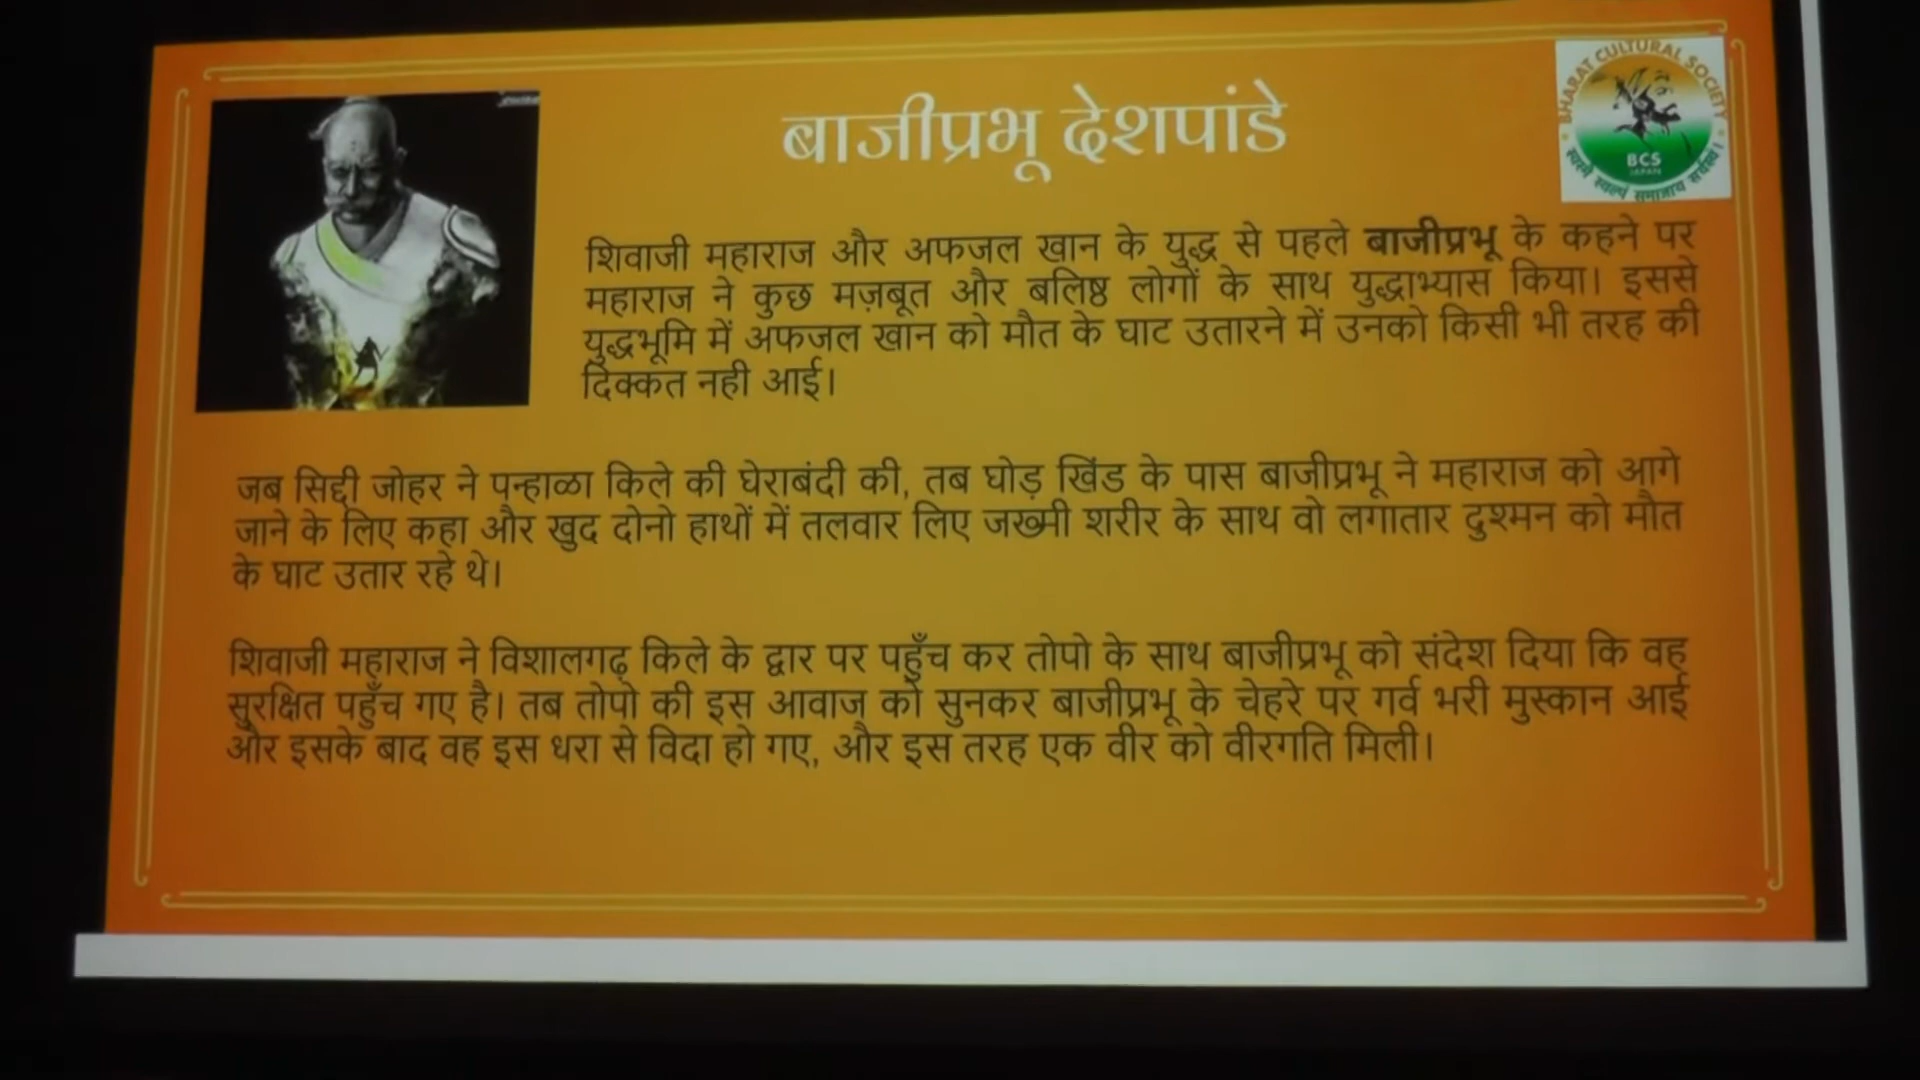 बाजीप्रभू देशपांडे
BHARAT CULTURAL SOCIETY
BCS
JAPAN
शिवाजी महाराज और अफजल खान के युद्ध से पहले बाजीप्रभू के कहने पर
महाराज ने कुछ मज़बूत और बलिष्ठ लोगों के साथ युद्धाभ्यास किया। इससे
युद्धभूमि में अफजल खान को मौत के घाट उतारने में उनको किसी भी तरह की
दिक्कत नही आई।
जब सिद्दी जोहर ने पन्हाळा किले की घेराबंदी की, तब घोड़ खिंड के पास बाजीप्रभू ने महाराज को आगे
जाने के लिए कहा और खुद दोनो हाथों में तलवार लिए जख्मी शरीर के साथ वो लगातार दुश्मन को मौत
के घाट उतार रहे थे।
शिवाजी महाराज ने विशालगढ़ किले के द्वार पर पहुँच कर तोपो के साथ बाजीप्रभू को संदेश दिया कि वह
सुरक्षित पहुँच गए है। तब तोपो की इस आवाज़ को सुनकर बाजीप्रभू के चेहरे पर गर्व भरी मुस्कान आई
और इसके बाद वह इस धरा से विदा हो गए, और इस तरह एक वीर को वीरगति मिली।